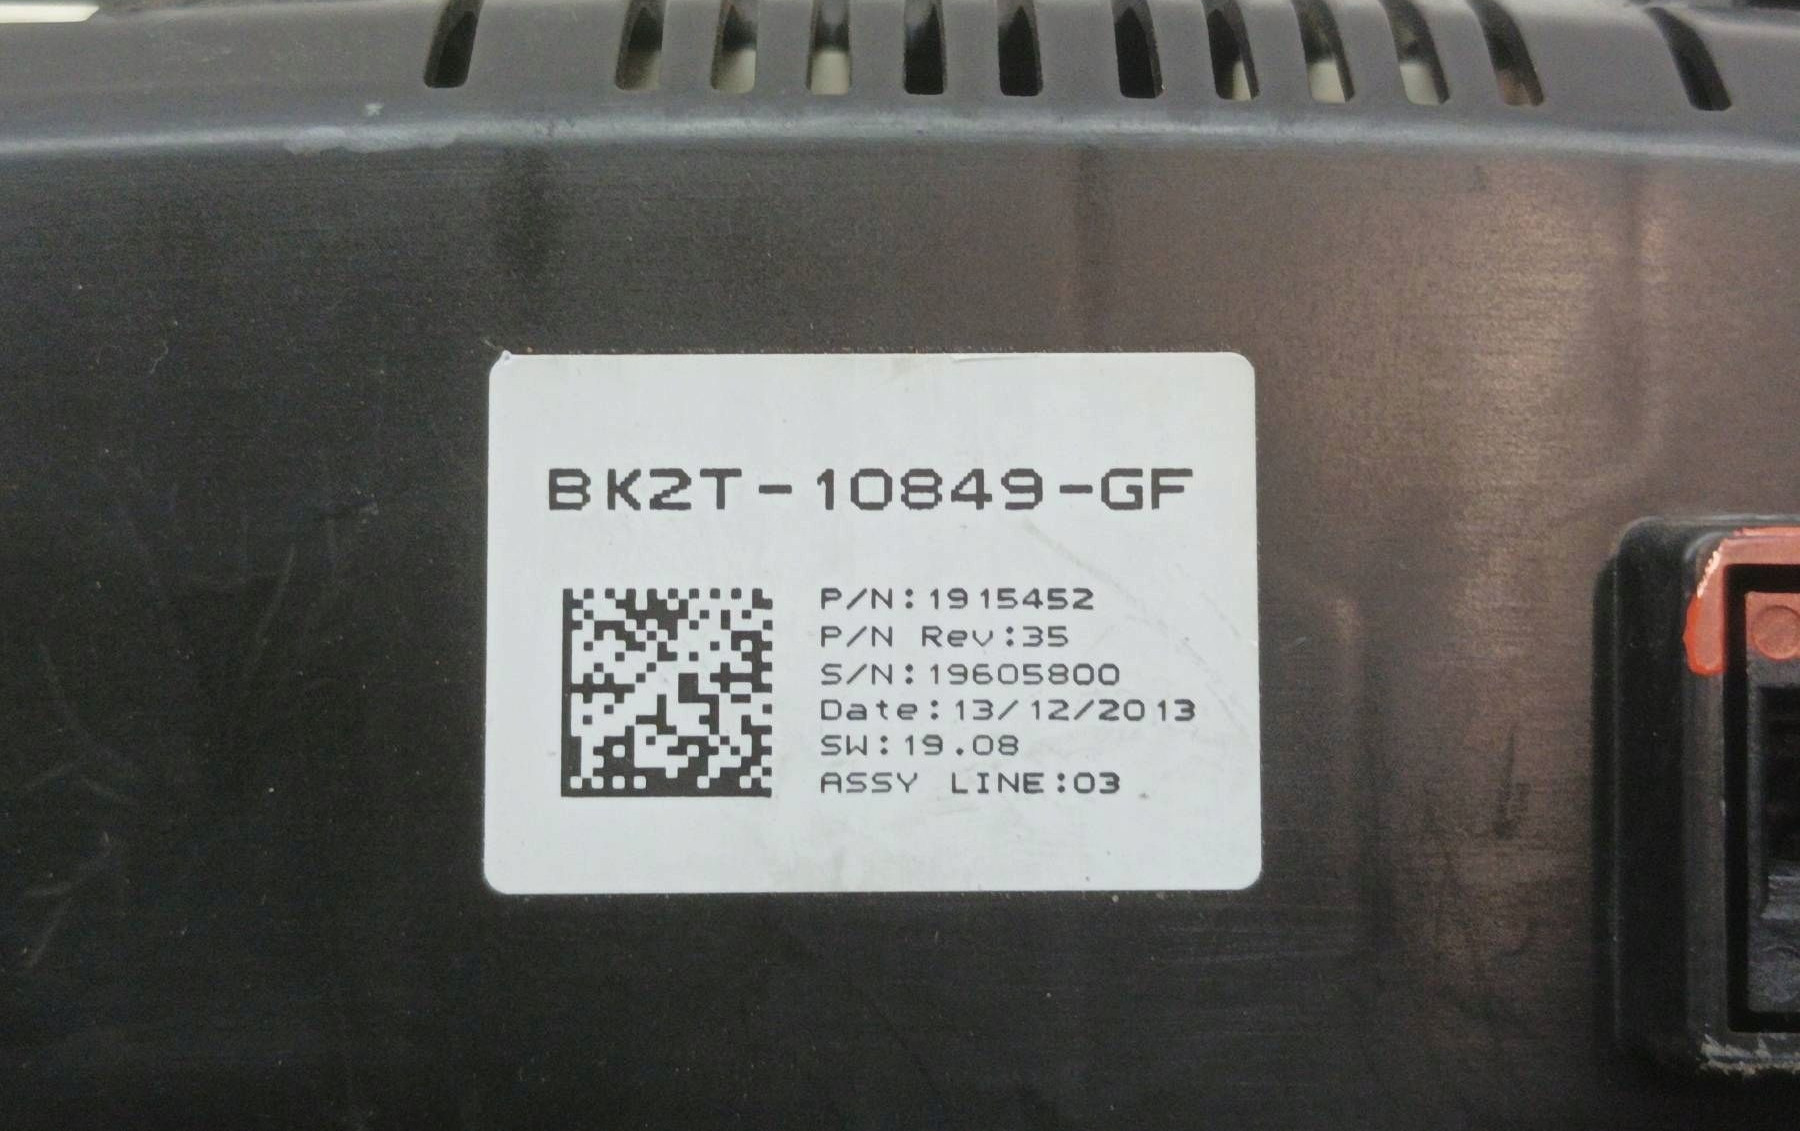 BK2T-10849-GF
P/N:1915452
P/N Rev:35
S/N:19605800
Date:13/12/2013
SW:19.08
ASSY LINE:03